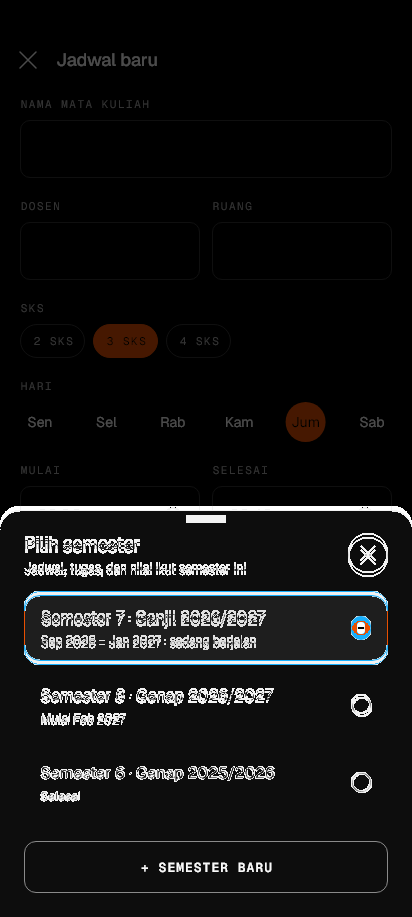 Jadwal baru
NAMA MATA KULIAH
DOSEN
RUANG
SKS
2 SKS
3 SKS
4 SKS
HARI
Sen
Sel
Rab
Kam
Jum
Sab
MULAI
SELESAI
Pilih semester
Jadwal, tugas, dan nilai ikut semester ini
Semester 7 · Ganjil 2026/2027
Sep 2026 – Jan 2027 · sedang berjalan
Semester 8 · Genap 2026/2027
Mulai Feb 2027
Semester 6 · Genap 2025/2026
Selesai
+ SEMESTER BARU